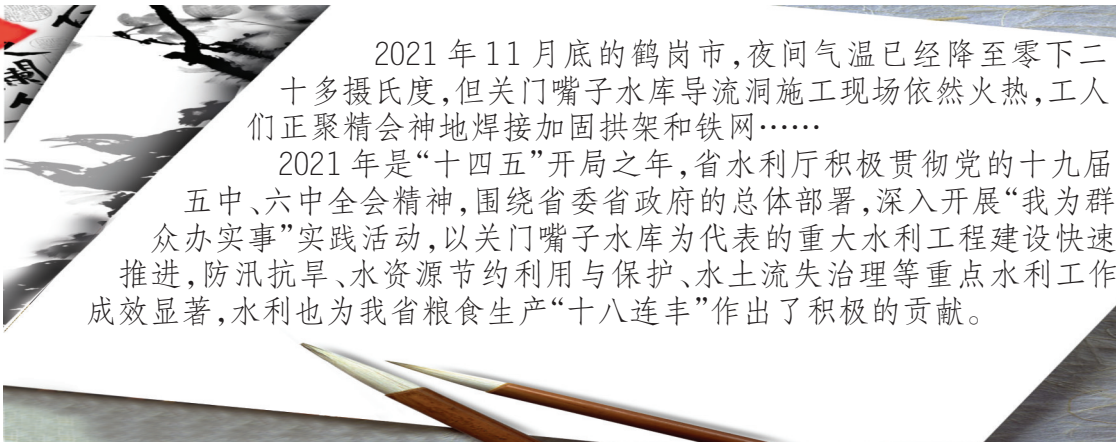 2021年11月底的鹤岗市,夜间气温已经降至零下二
十多摄氏度,但关门嘴子水库导流洞施工现场依然火热,工人
们正聚精会神地焊接加固拱架和铁网……
2021年是“十四五”开局之年,省水利厅积极贯彻党的十九届
五中、六中全会精神,围绕省委省政府的总体部署,深入开展“我为群
众办实事”实践活动,以关门嘴子水库为代表的重大水利工程建设快速
推进,防汛抗旱、水资源节约利用与保护、水土流失治理等重点水利工作
成效显著,水利也为我省粮食生产“十八连丰”作出了积极的贡献。